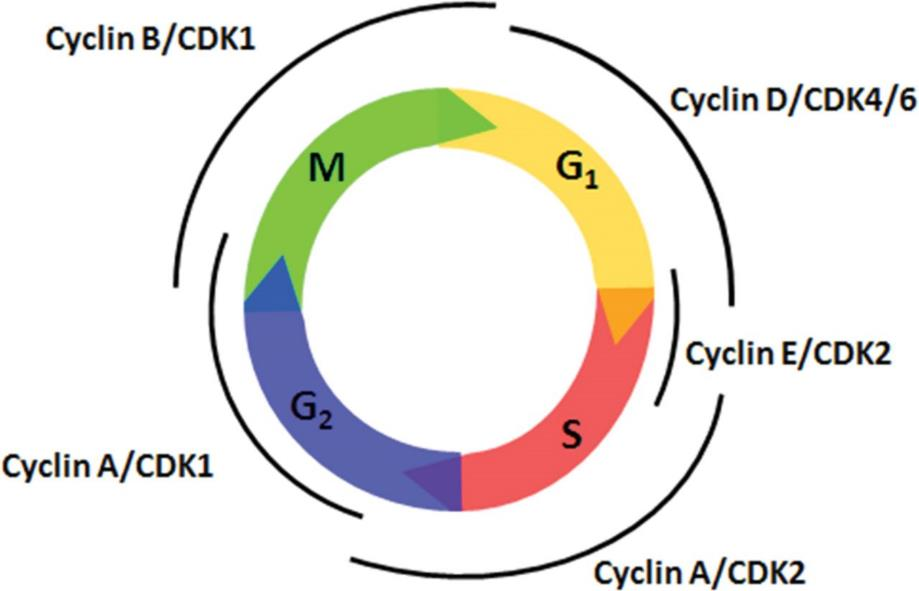 Cyclin B/CDK1
Cyclin D/CDK4/6
M
G₁
Cyclin E/CDK2
G₂
S
Cyclin A/CDK1
Cyclin A/CDK2